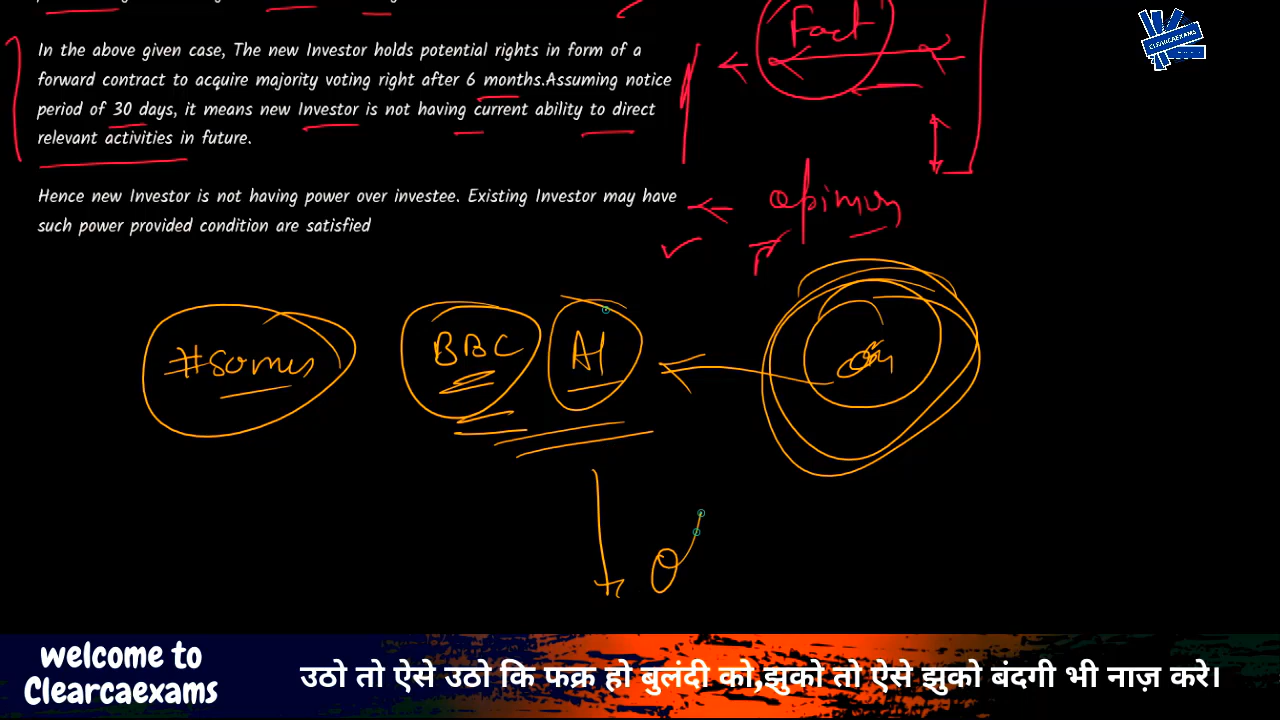 In the above given case, The new Investor holds potential rights in form of a
forward contract to acquire majority voting right after 6 months.Assuming notice
period of 30 days, it means new Investor is not having current ability to direct
relevant activities in future.
Hence new Investor is not having power over investee. Existing Investor may have
such power provided condition are satisfied
Fact
opinion
BBC
CLEARCAEXAMS
welcome to
Clearcaexams
उठो तो ऐसे उठो कि फक्र हो बुलंदी को,झुको तो ऐसे झुको बंदगी भी नाज़ करे।